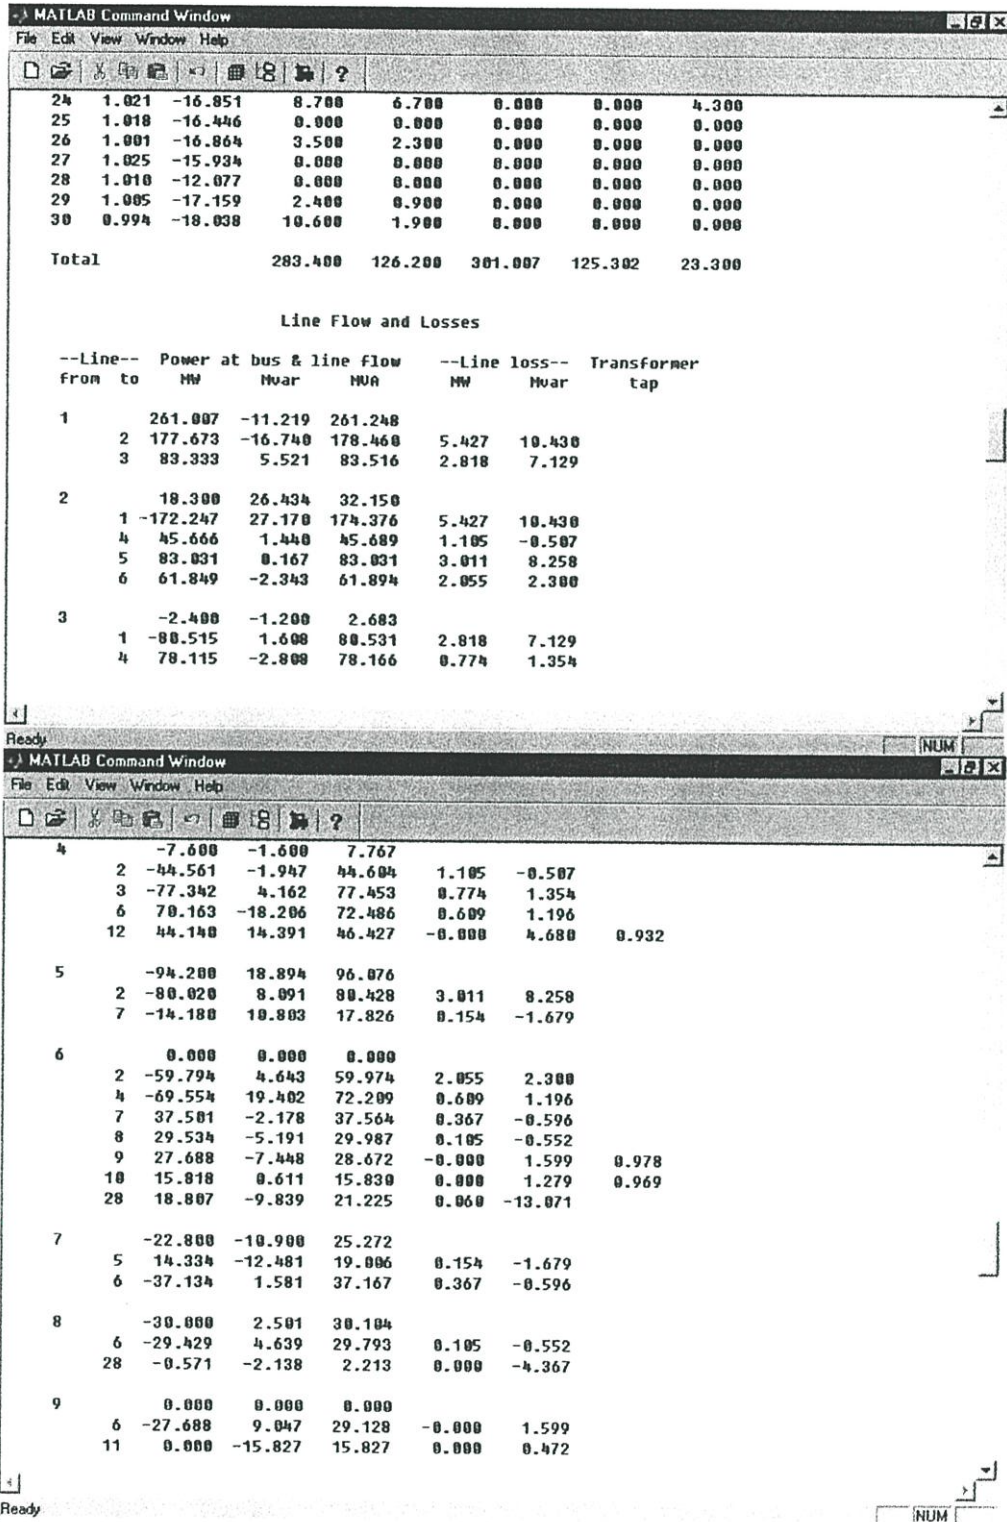 MATLAB Command Window
File Edit View Window Help
24 1.021 -16.851 8.700 6.700 0.000 0.000 4.300
25 1.018 -16.446 0.000 0.000 0.000 0.000 0.000
26 1.001 -16.864 3.500 2.300 0.000 0.000 0.000
27 1.025 -15.934 0.000 0.000 0.000 0.000 0.000
28 1.010 -12.077 0.000 0.000 0.000 0.000 0.000
29 1.005 -17.159 2.400 0.900 0.000 0.000 0.000
30 0.994 -18.038 10.600 1.900 0.000 0.000 0.000
Total 283.400 126.200 301.007 125.302 23.300
Line Flow and Losses
--Line-- Power at bus & line flow --Line loss-- Transformer
from to MW Mvar MVA MW Mvar tap
1 261.007 -11.219 261.248
2 177.673 -16.740 178.460 5.427 10.430
3 83.333 5.521 83.516 2.818 7.129
2 18.300 26.434 32.150
1 -172.247 27.170 174.376 5.427 10.430
4 45.666 1.440 45.689 1.105 -0.507
5 83.031 0.167 83.031 3.011 8.258
6 61.849 -2.343 61.894 2.055 2.300
3 -2.400 -1.200 2.683
1 -80.515 1.608 80.531 2.818 7.129
4 78.115 -2.808 78.166 0.774 1.354
Ready NUM
MATLAB Command Window
File Edit View Window Help
4 -7.600 -1.600 7.767
2 -44.561 -1.947 44.604 1.105 -0.507
3 -77.342 4.162 77.453 0.774 1.354
6 70.163 -18.206 72.486 0.609 1.196
12 44.140 14.391 46.427 -0.000 4.680 0.932
5 -94.200 18.894 96.076
2 -80.020 8.091 80.428 3.011 8.258
7 -14.180 10.803 17.826 0.154 -1.679
6 0.000 0.000 0.000
2 -59.794 4.643 59.974 2.055 2.300
4 -69.554 19.402 72.209 0.609 1.196
7 37.501 -2.178 37.564 0.367 -0.596
8 29.534 -5.191 29.987 0.105 -0.552
9 27.688 -7.448 28.672 -0.000 1.599 0.978
10 15.818 0.611 15.830 0.000 1.279 0.969
28 18.807 -9.839 21.225 0.060 -13.071
7 -22.800 -10.900 25.272
5 14.334 -12.481 19.006 0.154 -1.679
6 -37.134 1.581 37.167 0.367 -0.596
8 -30.000 2.501 30.104
6 -29.429 4.639 29.793 0.105 -0.552
28 -0.571 -2.138 2.213 0.000 -4.367
9 0.000 0.000 0.000
6 -27.688 9.047 29.128 -0.000 1.599
11 0.000 -15.827 15.827 0.000 0.472
Ready NUM